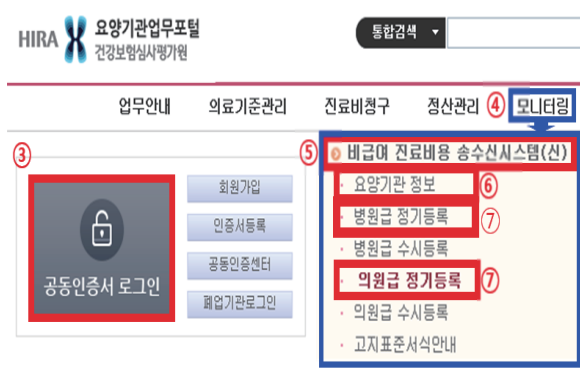 HIRA 요양기관업무포털
건강보험심사평가원
통합검색 ▼
업무안내 의료기준관리 진료비청구 정산관리 ④ 모니터링
③
공동인증서 로그인
회원가입
인증서등록
공동인증센터
폐업기관로그인
⑤ 비급여 진료비용 송수신시스템(신)
· 요양기관 정보 ⑥
· 병원급 정기등록 ⑦
· 병원급 수시등록
· 의원급 정기등록 ⑦
· 의원급 수시등록
· 고지표준서식안내